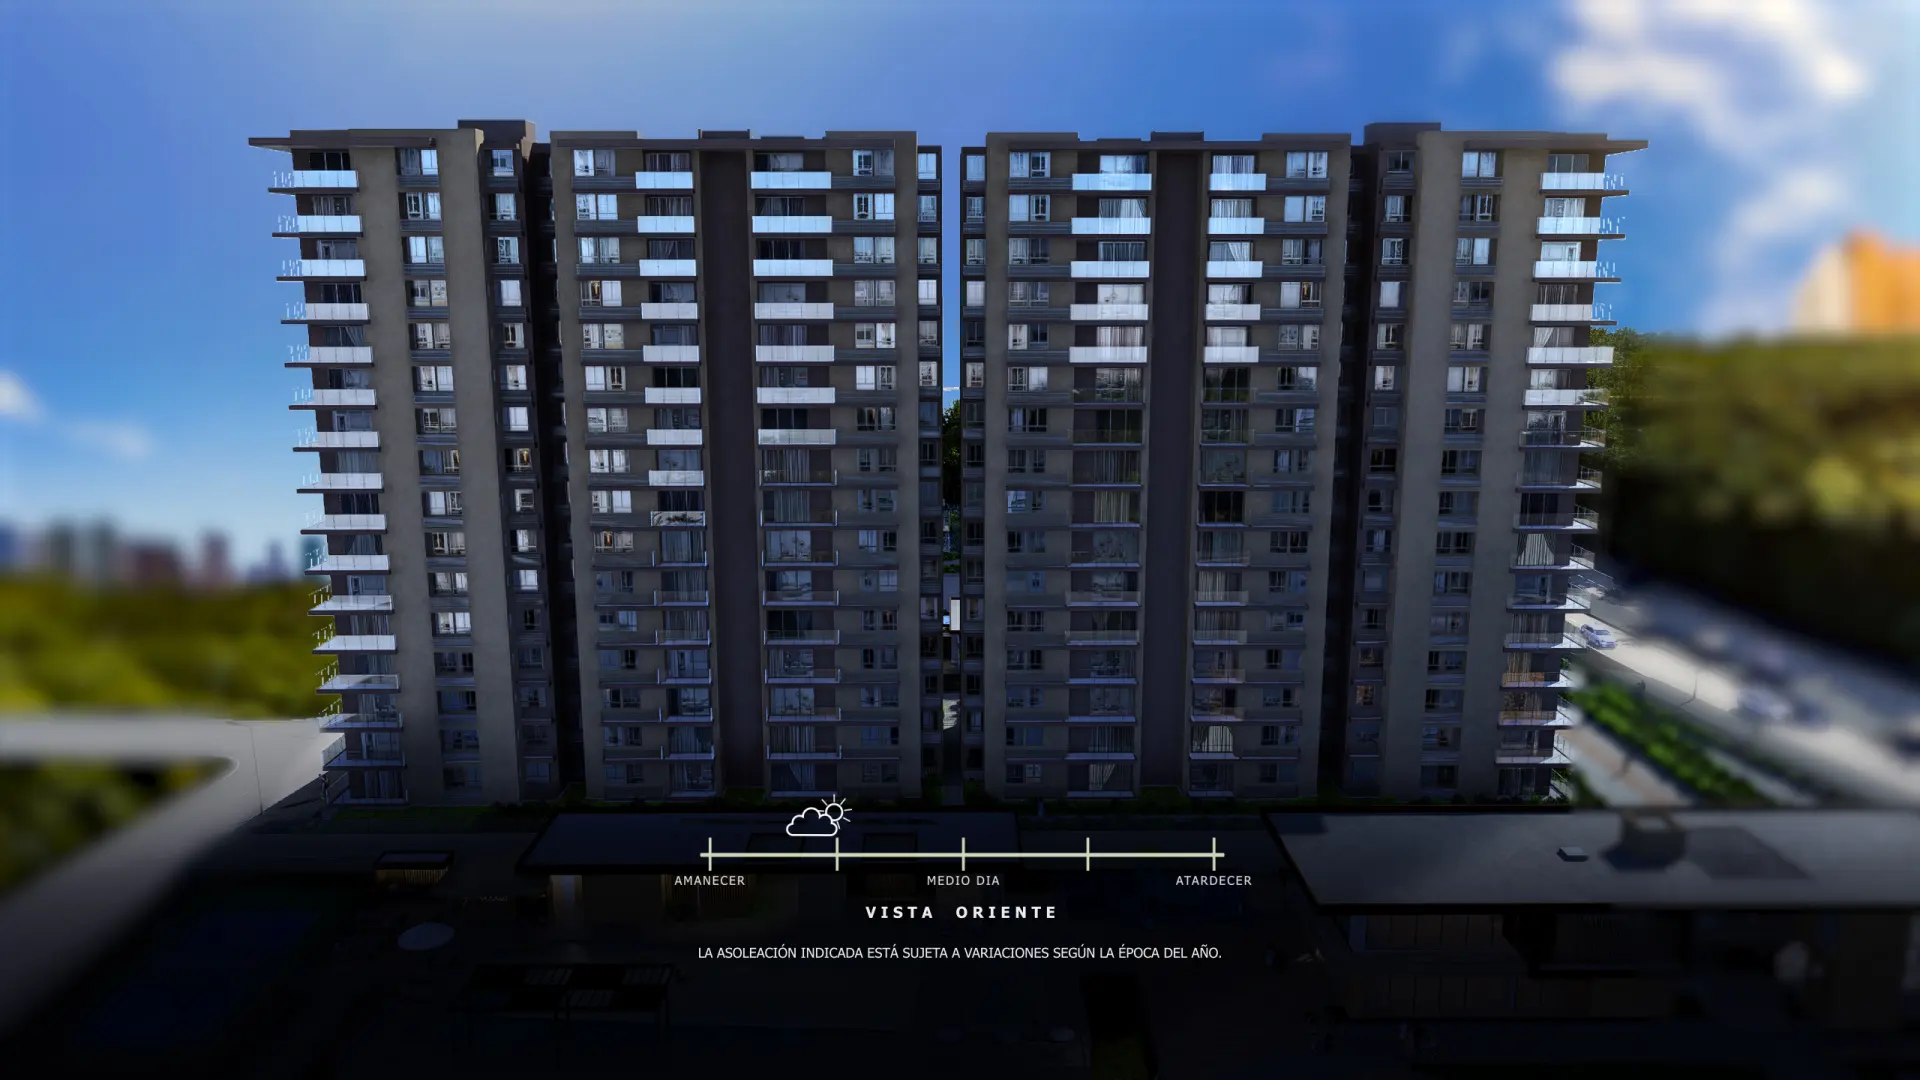 AMANECER MEDIO DIA ATARDECER
VISTA ORIENTE
LA ASOLEACIÓN INDICADA ESTÁ SUJETA A VARIACIONES SEGÚN LA ÉPOCA DEL AÑO.